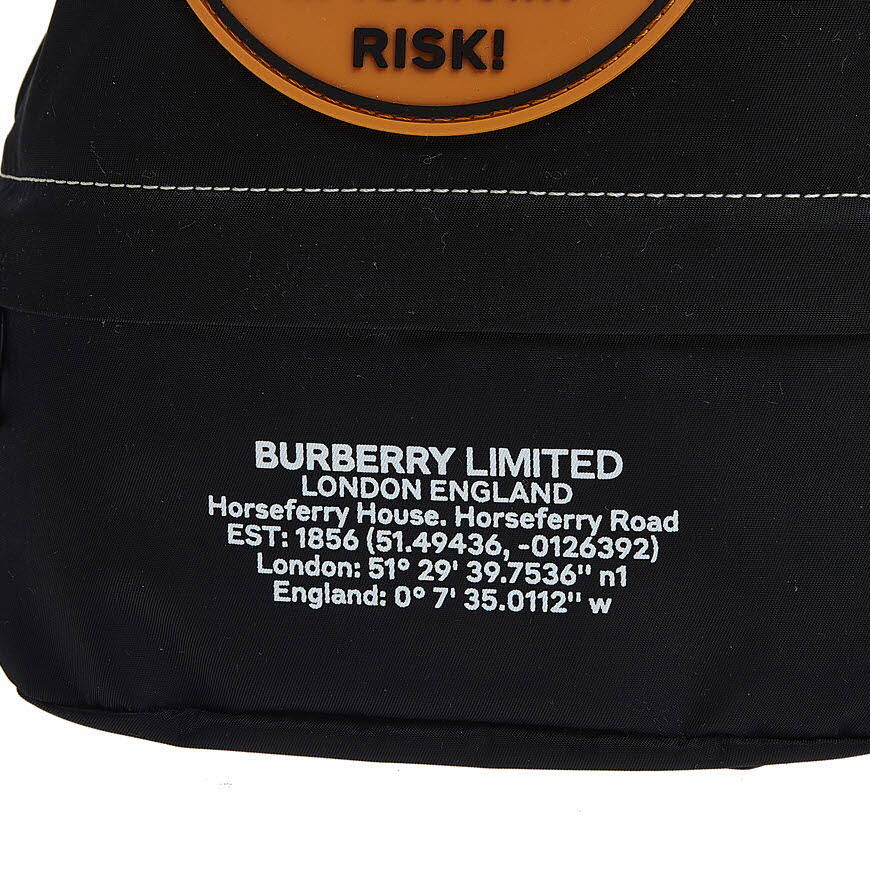 RISK!
BURBERRY LIMITED
LONDON ENGLAND
Horseferry House. Horseferry Road
EST: 1856 (51.49436, -0126392)
London: 51° 29' 39.7536" n1
England: 0° 7' 35.0112" w